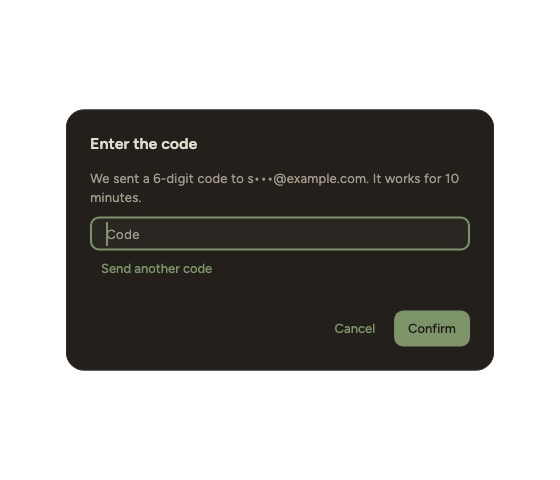 Enter the code
We sent a 6-digit code to s•••@example.com. It works for 10
minutes.
Code
Send another code
Cancel
Confirm